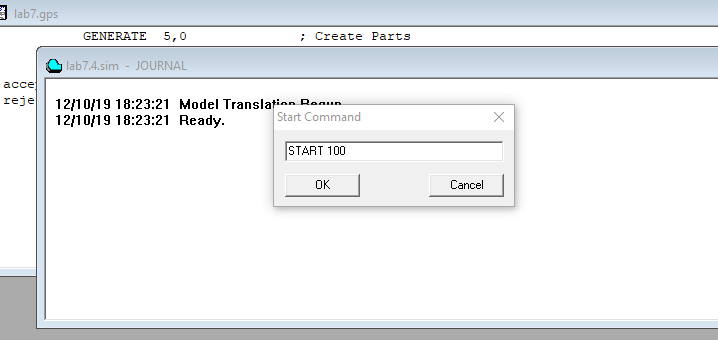 lab7.gps
GENERATE 5,0 ; Create Parts
lab7.4.sim - JOURNAL
12/10/19 18:23:21 Model Translation Begun.
12/10/19 18:23:21 Ready.
Start Command
START 100
OK Cancel